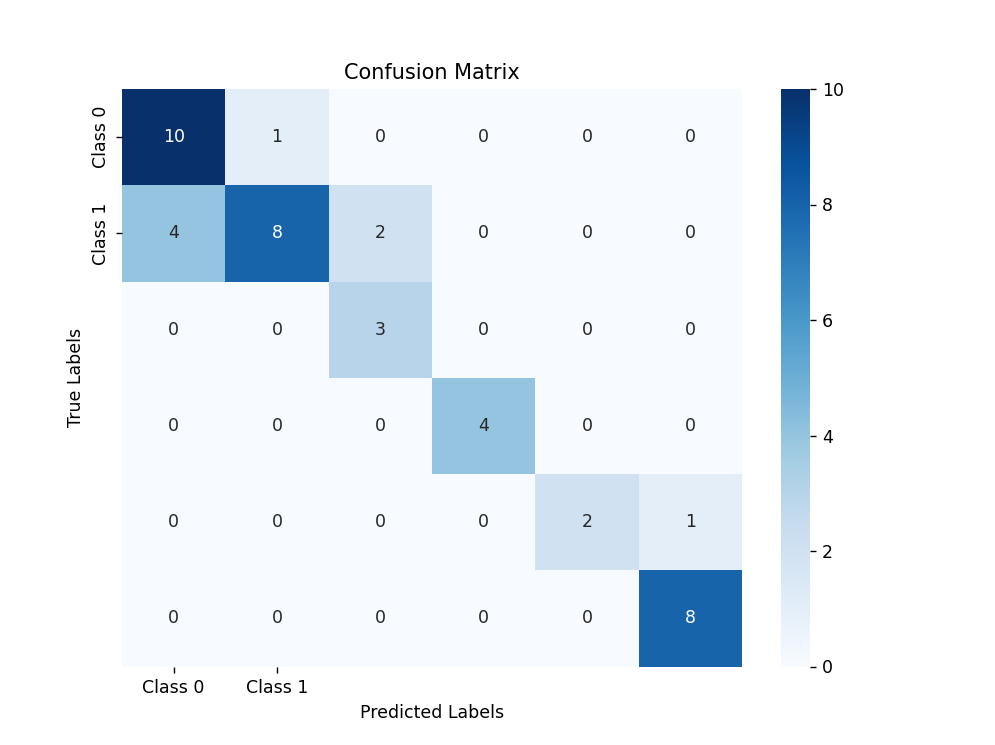 Confusion Matrix
Class 0
10 1 0 0 0 0
Class 1
4 8 2 0 0 0
0 0 3 0 0 0
0 0 0 4 0 0
0 0 0 0 2 1
0 0 0 0 0 8
True Labels
Class 0 Class 1
Predicted Labels
10
8
6
4
2
0